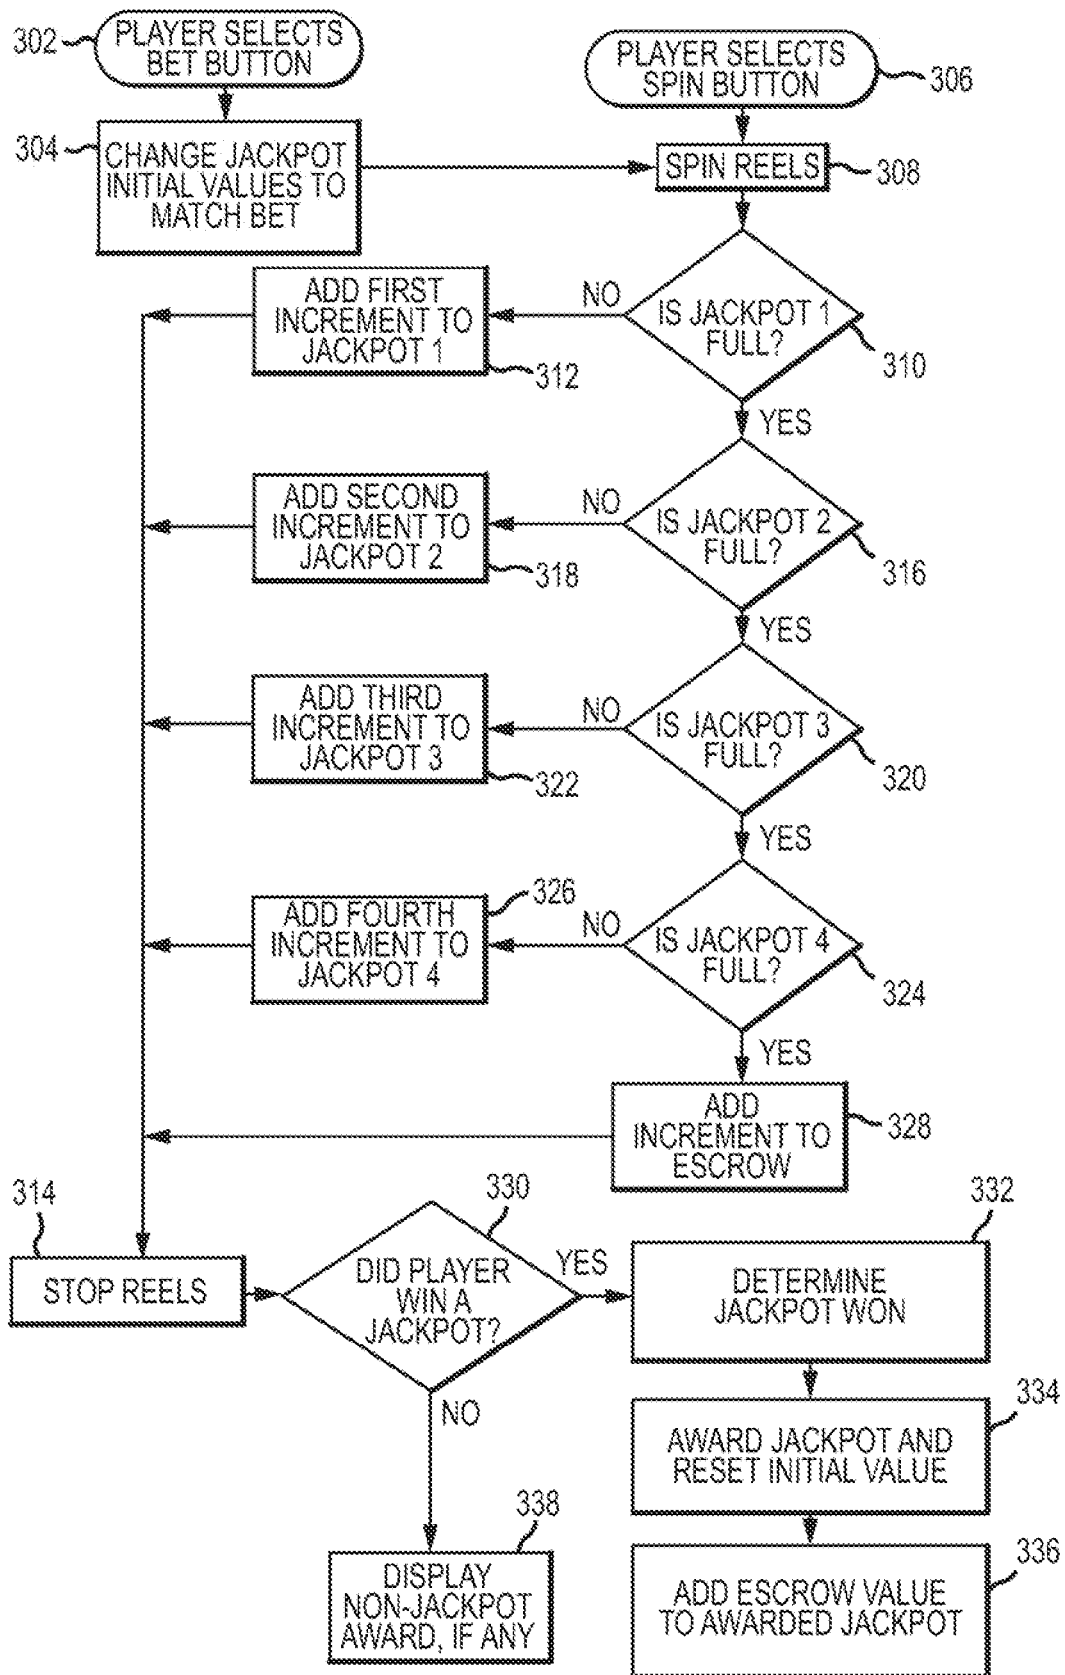 302
PLAYER SELECTS
BET BUTTON
PLAYER SELECTS
SPIN BUTTON
306
304
CHANGE JACKPOT
INITIAL VALUES TO
MATCH BET
SPIN REELS
308
ADD FIRST
INCREMENT TO
JACKPOT 1
312
NO
IS JACKPOT 1
FULL?
310
YES
ADD SECOND
INCREMENT TO
JACKPOT 2
318
NO
IS JACKPOT 2
FULL?
316
YES
ADD THIRD
INCREMENT TO
JACKPOT 3
322
NO
IS JACKPOT 3
FULL?
320
YES
326
ADD FOURTH
INCREMENT TO
JACKPOT 4
NO
IS JACKPOT 4
FULL?
324
YES
ADD
INCREMENT TO
ESCROW
328
314
STOP REELS
330
DID PLAYER
WIN A
JACKPOT?
YES
332
DETERMINE
JACKPOT WON
NO
334
AWARD JACKPOT AND
RESET INITIAL VALUE
338
DISPLAY
NON-JACKPOT
AWARD, IF ANY
336
ADD ESCROW VALUE
TO AWARDED JACKPOT